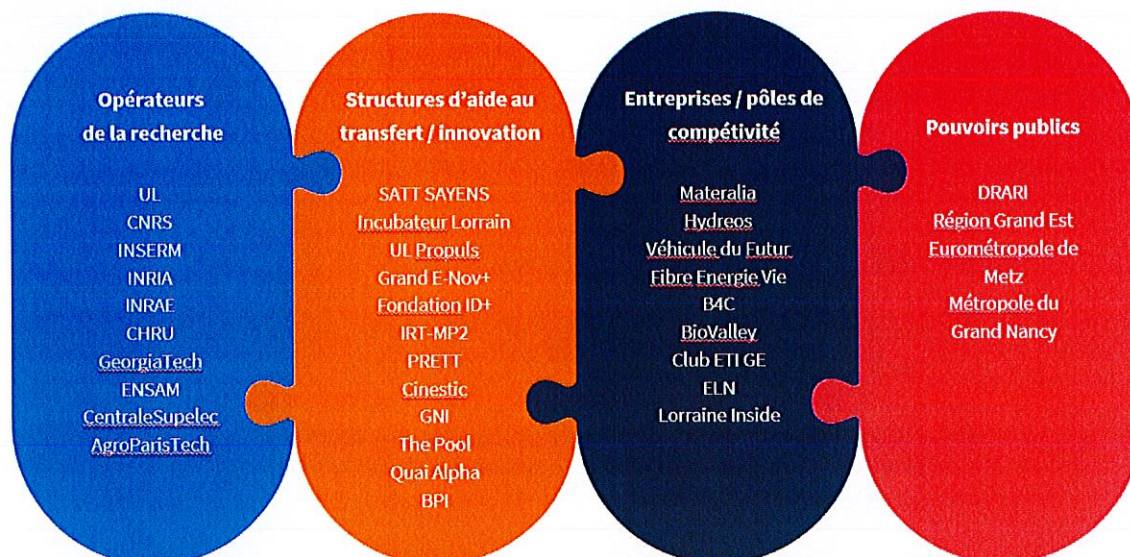 Opérateurs
de la recherche
UL
CNRS
INSERM
INRIA
INRAE
CHRU
GeorgiaTech
ENSAM
CentraleSupelec
AgroParisTech
Structures d'aide au
transfert / innovation
SATT SAYENS
Incubateur Lorrain
UL Propuls
Grand E-Nov+
Fondation ID+
IRT-MP2
PRETT
Cinestic
GNI
The Pool
Quai Alpha
BPI
Entreprises / pôles de
compétivité
Materalia
Hydreos
Véhicule du Futur
Fibre Energie Vie
B4C
BioValley
Club ETI GE
ELN
Lorraine Inside
Pouvoirs publics
DRARI
Région Grand Est
Eurométropole de
Metz
Métropole du
Grand Nancy